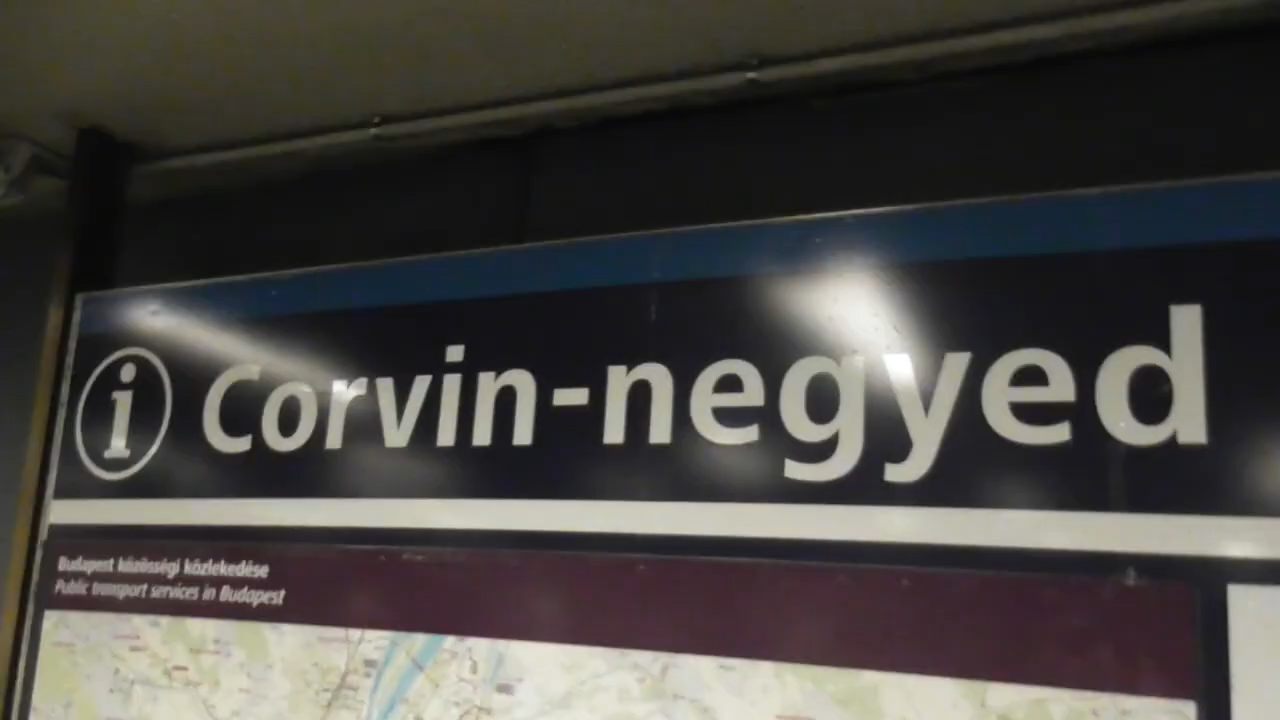 i Corvin-negyed
Budapest közösségi közlekedése
Public transport services in Budapest